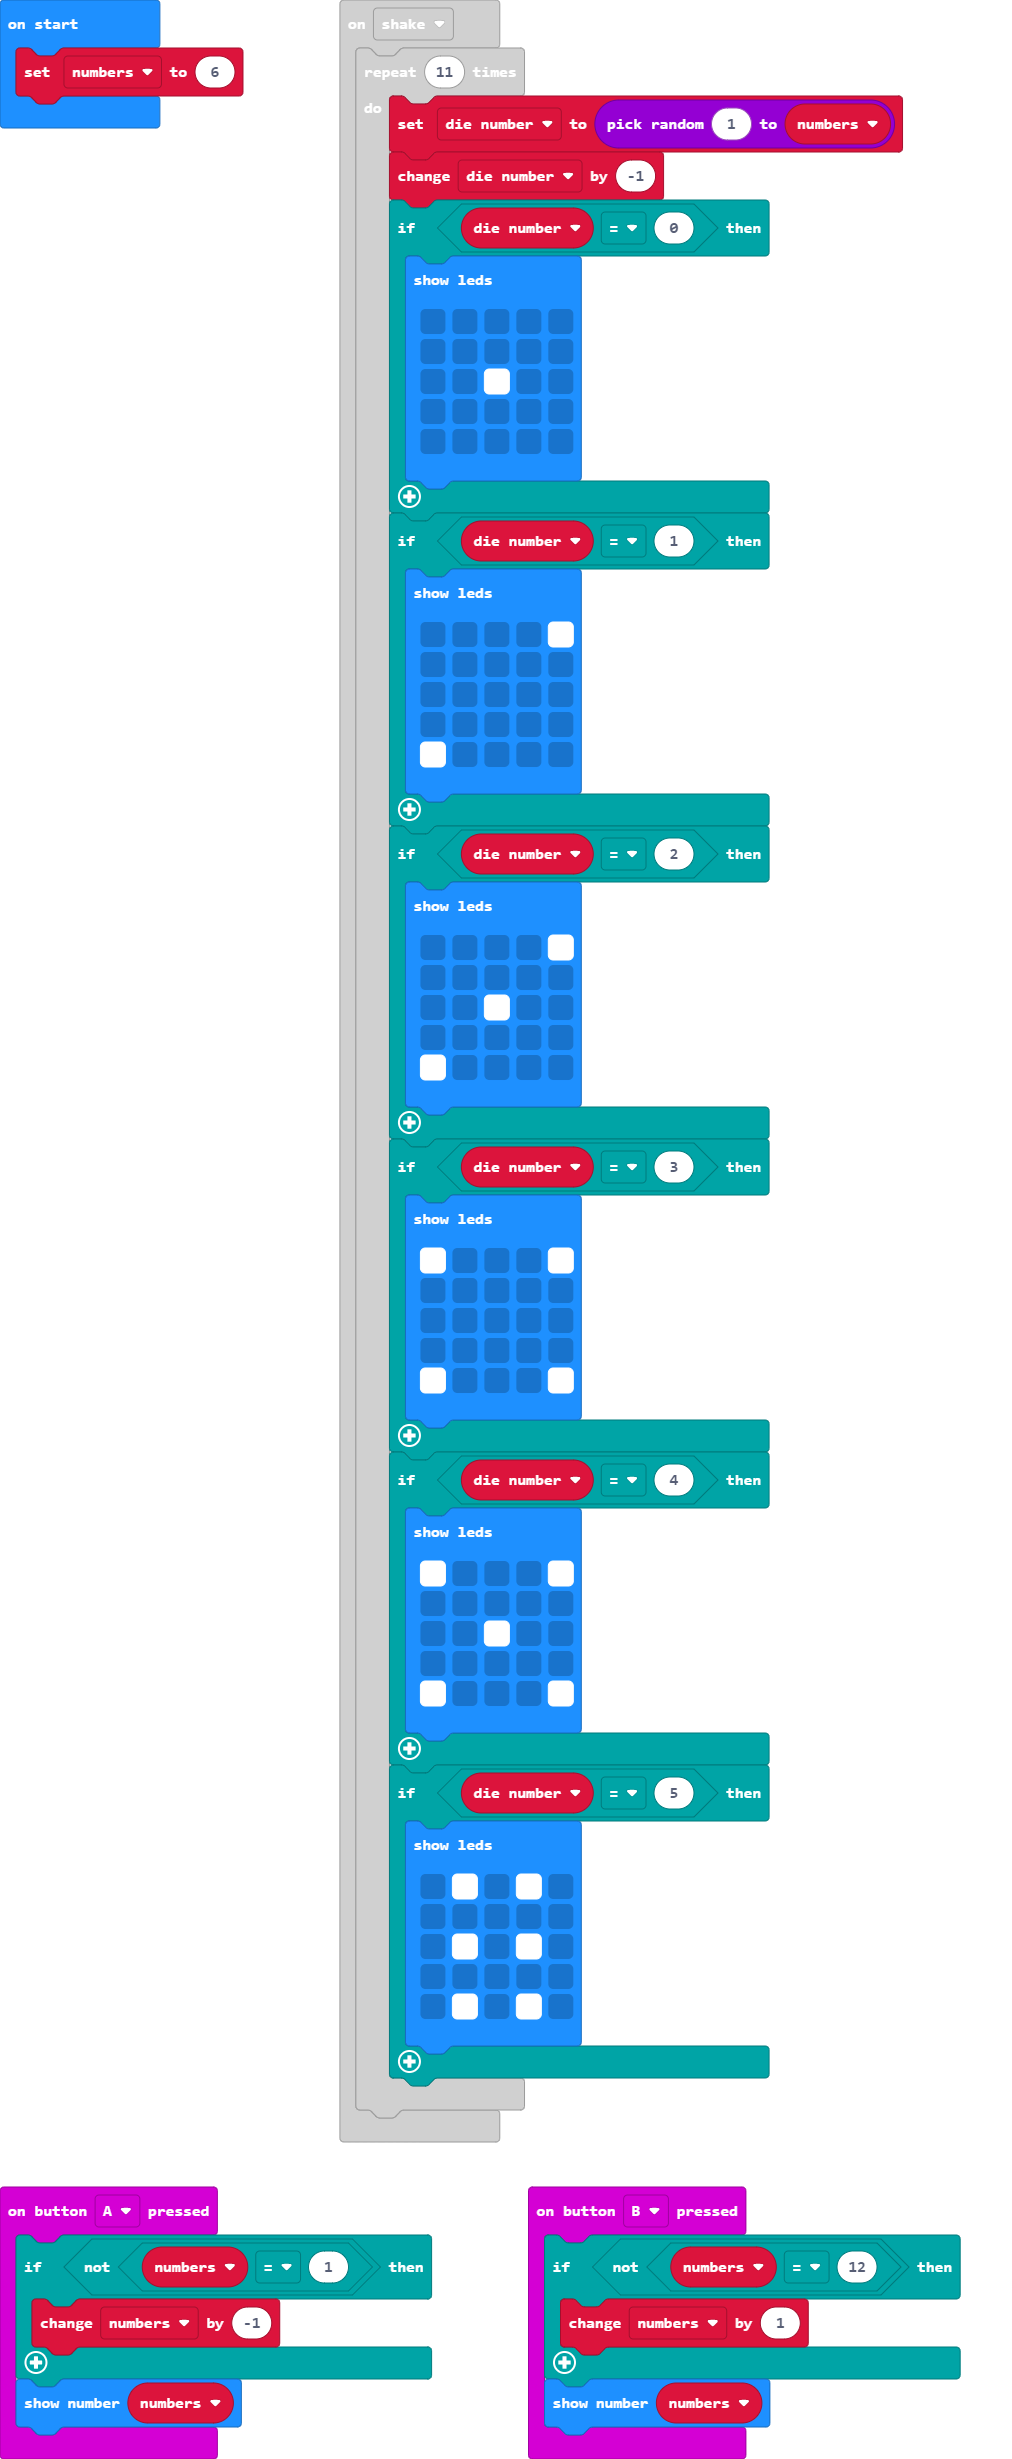 on start
set numbers to 6
on shake
repeat 11 times
do
set die number to pick random 1 to numbers
change die number by -1
if die number = 0 then
show leds
if die number = 1 then
show leds
if die number = 2 then
show leds
if die number = 3 then
show leds
if die number = 4 then
show leds
if die number = 5 then
show leds
on button A pressed
if not numbers = 1 then
change numbers by -1
show number numbers
on button B pressed
if not numbers = 12 then
change numbers by 1
show number numbers